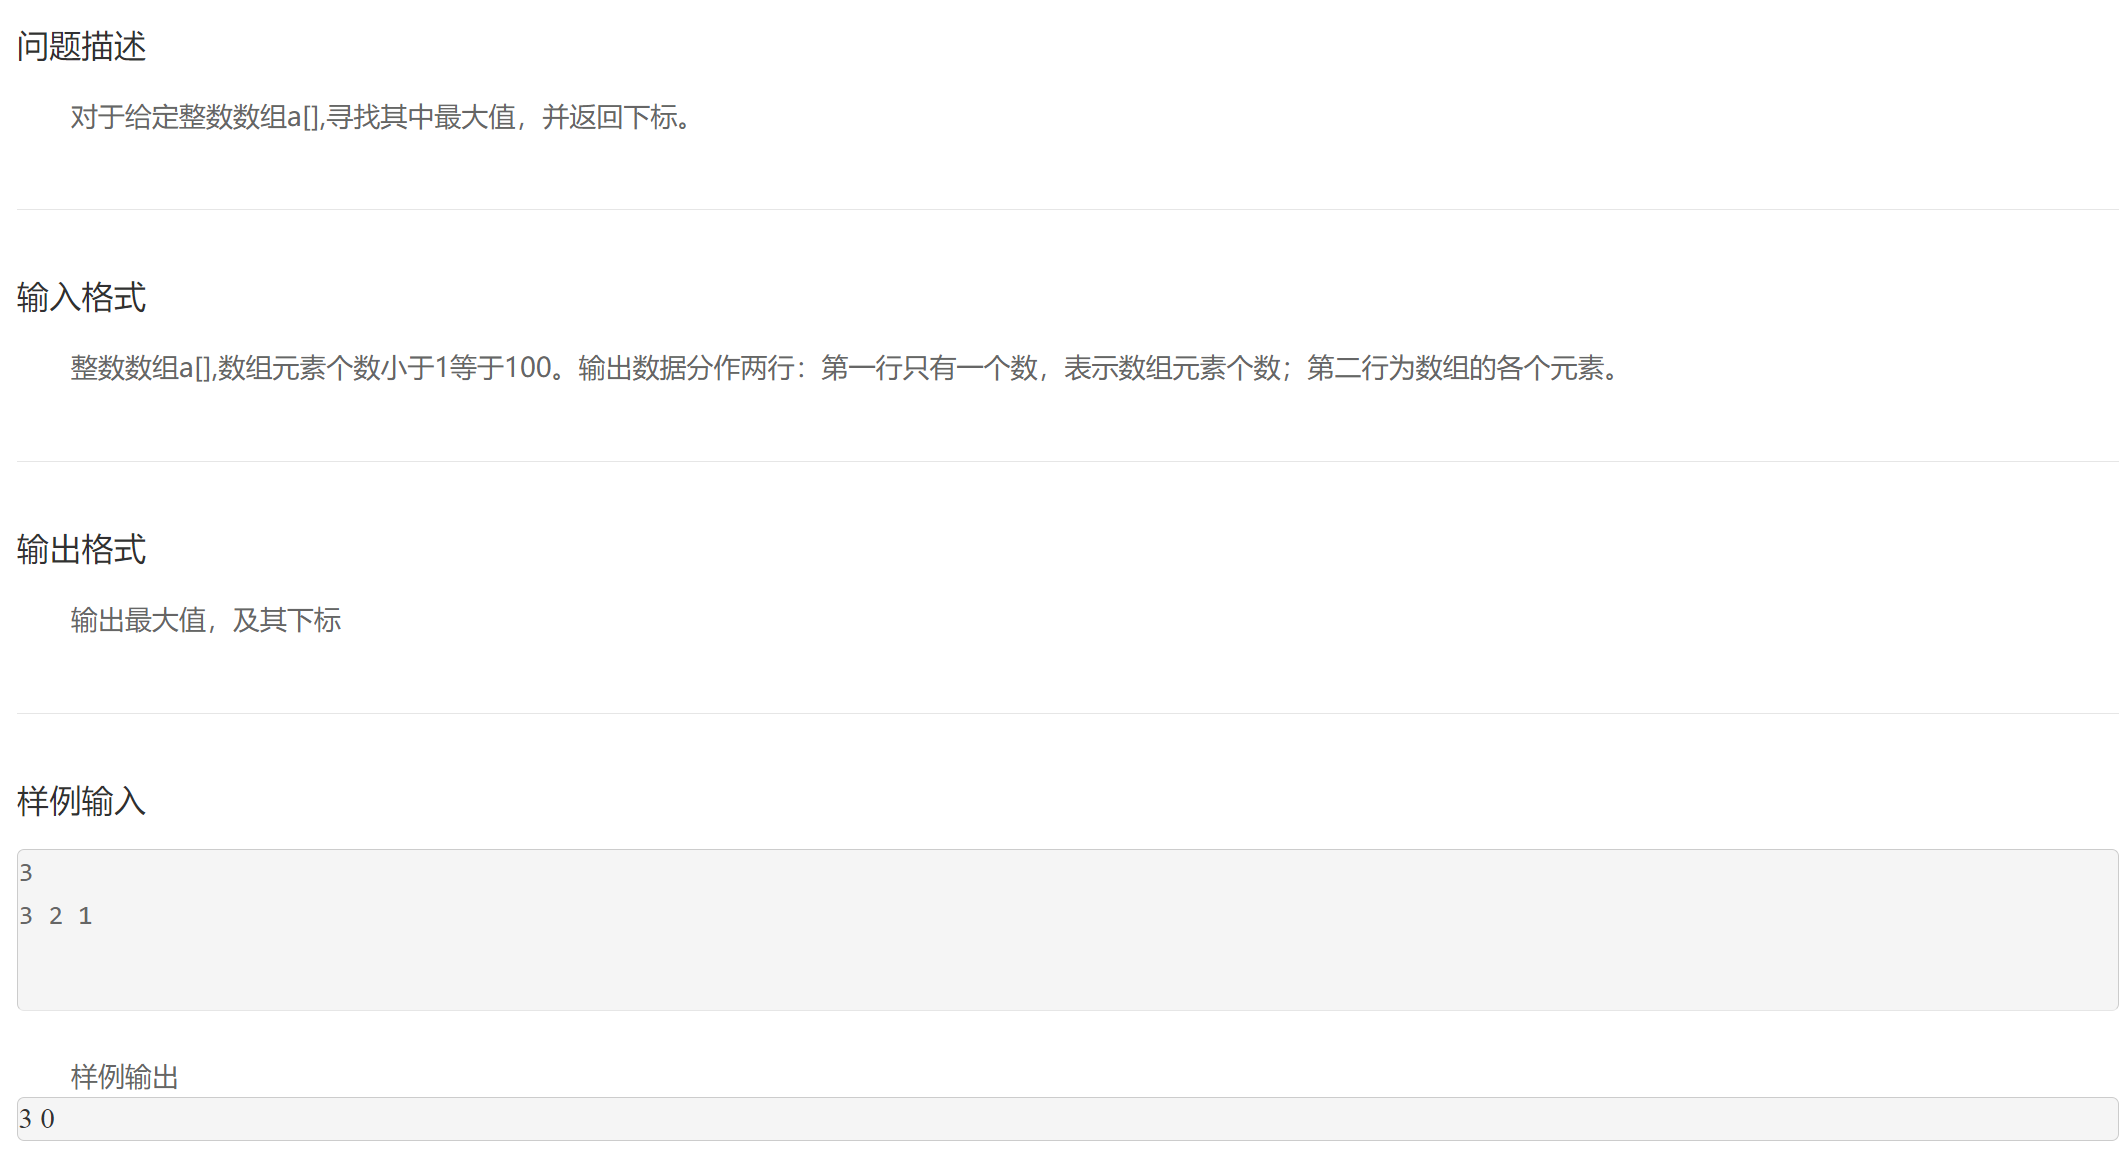 问题描述
对于给定整数数组a[],寻找其中最大值，并返回下标。
输入格式
整数数组a[],数组元素个数小于1等于100。输出数据分作两行：第一行只有一个数，表示数组元素个数；第二行为数组的各个元素。
输出格式
输出最大值，及其下标
样例输入
3
3 2 1
样例输出
3 0